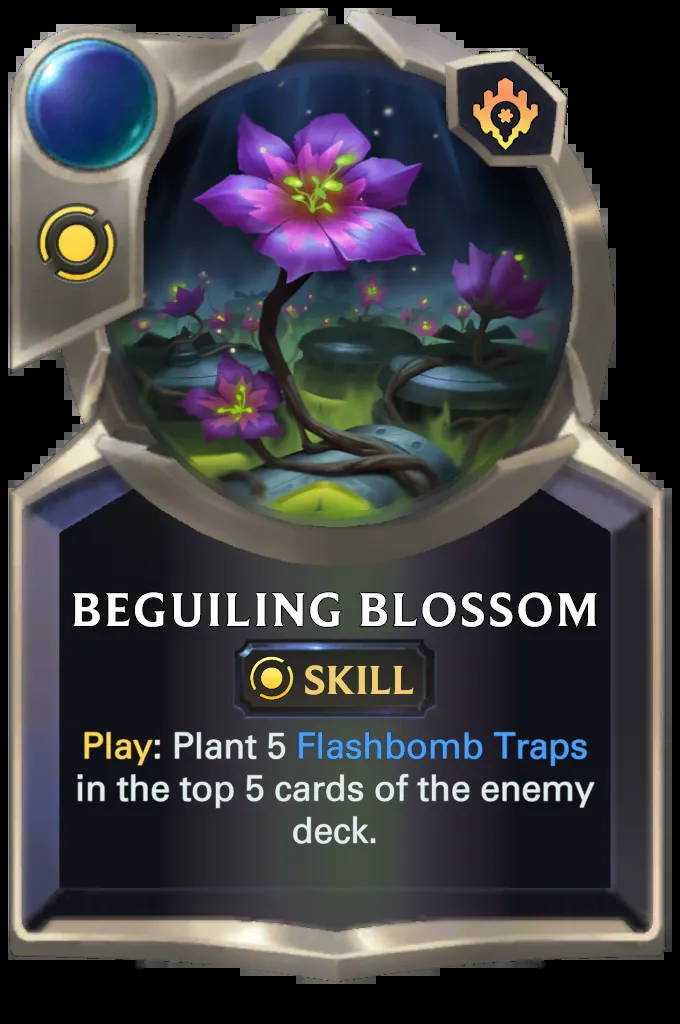 BEGUILING BLOSSOM
SKILL
Play: Plant 5 Flashbomb Traps
in the top 5 cards of the enemy
deck.